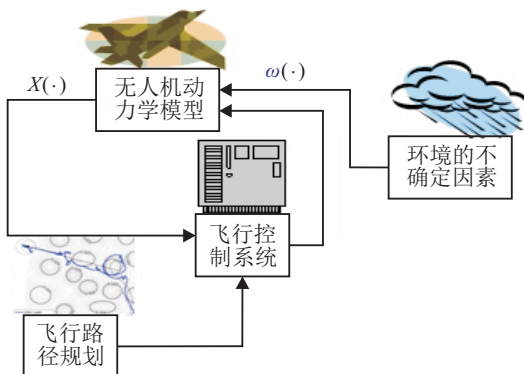 X(·)
无人机动
力学模型
ω(·)
环境的不
确定因素
飞行控
制系统
飞行路
径规划